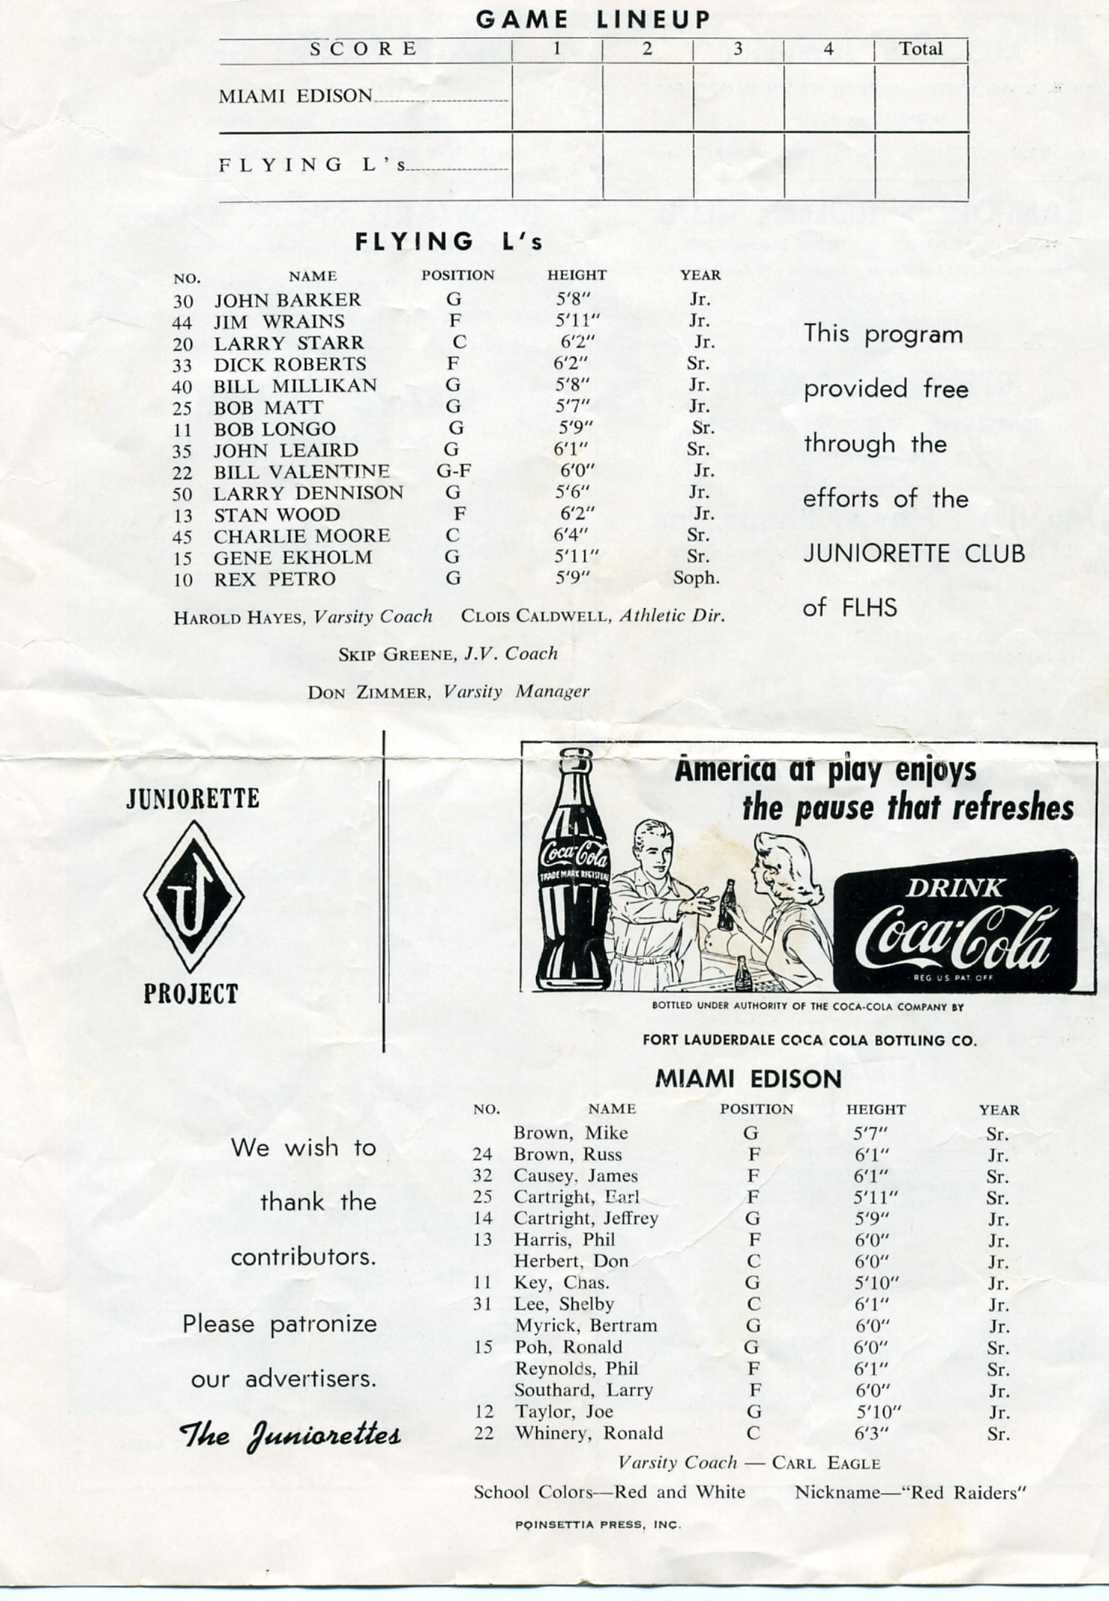 GAME LINEUP
SCORE 1 2 3 4 Total
MIAMI EDISON
FLYING L's
FLYING L's
NO. NAME POSITION HEIGHT YEAR
30 JOHN BARKER G 5'8" Jr.
44 JIM WRAINS F 5'11" Jr.
20 LARRY STARR C 6'2" Jr.
33 DICK ROBERTS F 6'2" Sr.
40 BILL MILLIKAN G 5'8" Jr.
25 BOB MATT G 5'7" Jr.
11 BOB LONGO G 5'9" Sr.
35 JOHN LEAIRD G 6'1" Sr.
22 BILL VALENTINE G-F 6'0" Jr.
50 LARRY DENNISON G 5'6" Jr.
13 STAN WOOD F 6'2" Jr.
45 CHARLIE MOORE C 6'4" Sr.
15 GENE EKHOLM G 5'11" Sr.
10 REX PETRO G 5'9" Soph.
HAROLD HAYES, Varsity Coach CLOIS CALDWELL, Athletic Dir.
SKIP GREENE, J.V. Coach
DON ZIMMER, Varsity Manager
This program
provided free
through the
efforts of the
JUNIORETTE CLUB
of FLHS
JUNIORETTE
J
PROJECT
America at play enjoys
the pause that refreshes
Coca-Cola
TRADE MARK REGISTERED
DRINK
Coca-Cola
REG. U.S. PAT. OFF.
BOTTLED UNDER AUTHORITY OF THE COCA-COLA COMPANY BY
FORT LAUDERDALE COCA COLA BOTTLING CO.
We wish to
thank the
contributors.
Please patronize
our advertisers.
The Juniorettes
MIAMI EDISON
NO. NAME POSITION HEIGHT YEAR
Brown, Mike G 5'7" Sr.
24 Brown, Russ F 6'1" Jr.
32 Causey, James F 6'1" Sr.
25 Cartright, Earl F 5'11" Sr.
14 Cartright, Jeffrey G 5'9" Jr.
13 Harris, Phil F 6'0" Jr.
Herbert, Don C 6'0" Jr.
11 Key, Chas. G 5'10" Jr.
31 Lee, Shelby C 6'1" Jr.
Myrick, Bertram G 6'0" Jr.
15 Poh, Ronald G 6'0" Sr.
Reynolds, Phil F 6'1" Sr.
Southard, Larry F 6'0" Jr.
12 Taylor, Joe G 5'10" Jr.
22 Whinery, Ronald C 6'3" Sr.
Varsity Coach — CARL EAGLE
School Colors—Red and White Nickname—"Red Raiders"
POINSETTIA PRESS, INC.